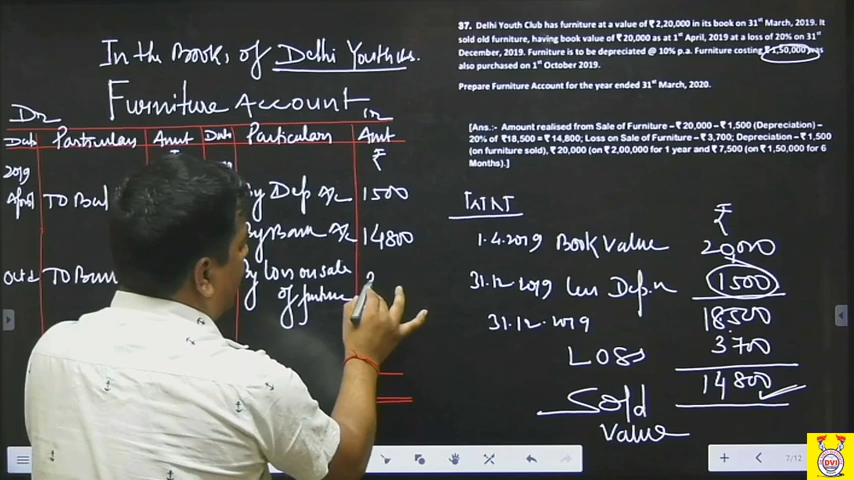 37. Delhi Youth Club has furniture at a value of ₹ 2,20,000 in its book on 31st March, 2019. It
sold old furniture, having book value of ₹ 20,000 as at 1st April, 2019 at a loss of 20% on 31st
December, 2019. Furniture is to be depreciated @ 10% p.a. Furniture costing ₹ 1,50,000 was
also purchased on 1st October 2019.
Prepare Furniture Account for the year ended 31st March, 2020.
[Ans.:- Amount realised from Sale of Furniture – ₹ 20,000 – ₹ 1,500 (Depreciation) –
20% of ₹18,500 = ₹ 14,800; Loss on Sale of Furniture – ₹ 3,700; Depreciation – ₹ 1,500
(on furniture sold), ₹ 20,000 (on ₹ 2,00,000 for 1 year and ₹ 7,500 (on ₹ 1,50,000 for 6
Months).]
In the Books of Delhi Youth
Furniture Account
Dr
Date Particulars Amt Date Particulars Amt
₹
2019
April TO Bal By Dep A/c 1500
By Bank A/c 14800
Oct 1 TO Ban By Loss on sale
of furniture
₹
1.4.2019 Book Value 20,000
31.12.2019 Less Dep.n 1500
31.12.2019 18500
LOSS 3700
14800
Sold
Value
7/12
DVI